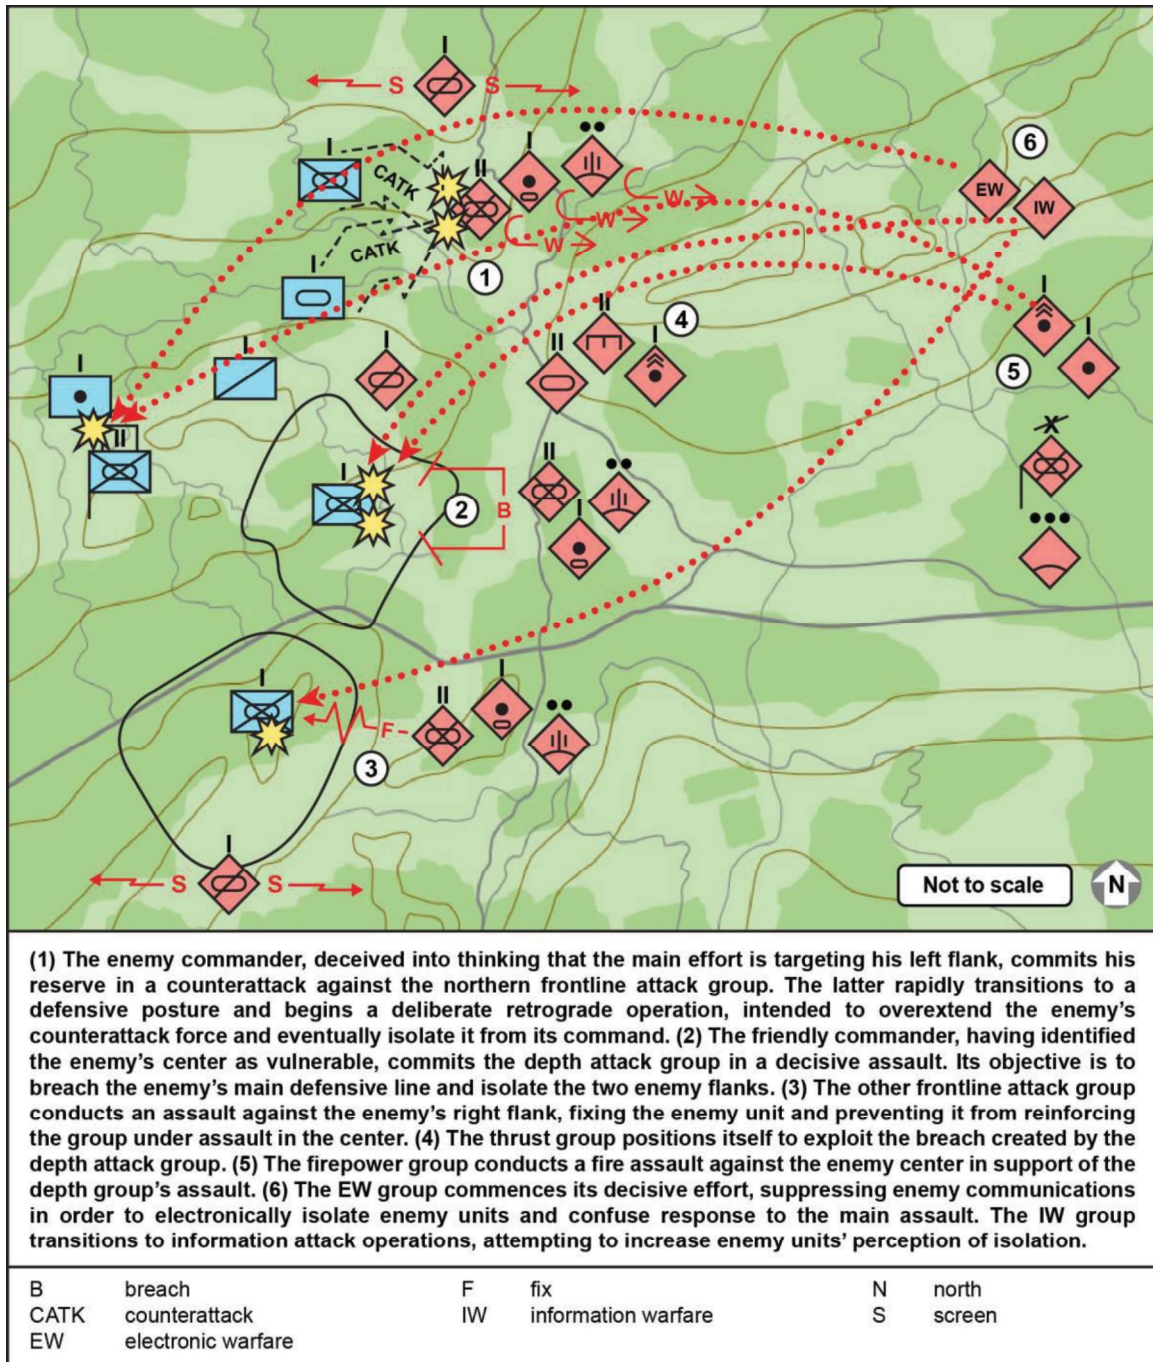 I
S
S
6
I
I
II
I
CATK
EW
IW
W
W
W
CATK
I
1
I
II
4
I
I
I
II
I
5
I
I
II
X
II
I
2
B
I
I
II
I
F
3
I
S
S
Not to scale
N
(1) The enemy commander, deceived into thinking that the main effort is targeting his left flank, commits his
reserve in a counterattack against the northern frontline attack group. The latter rapidly transitions to a
defensive posture and begins a deliberate retrograde operation, intended to overextend the enemy's
counterattack force and eventually isolate it from its command. (2) The friendly commander, having identified
the enemy's center as vulnerable, commits the depth attack group in a decisive assault. Its objective is to
breach the enemy's main defensive line and isolate the two enemy flanks. (3) The other frontline attack group
conducts an assault against the enemy's right flank, fixing the enemy unit and preventing it from reinforcing
the group under assault in the center. (4) The thrust group positions itself to exploit the breach created by the
depth attack group. (5) The firepower group conducts a fire assault against the enemy center in support of the
depth group's assault. (6) The EW group commences its decisive effort, suppressing enemy communications
in order to electronically isolate enemy units and confuse response to the main assault. The IW group
transitions to information attack operations, attempting to increase enemy units' perception of isolation.
B breach F fix N north
CATK counterattack IW information warfare S screen
EW electronic warfare